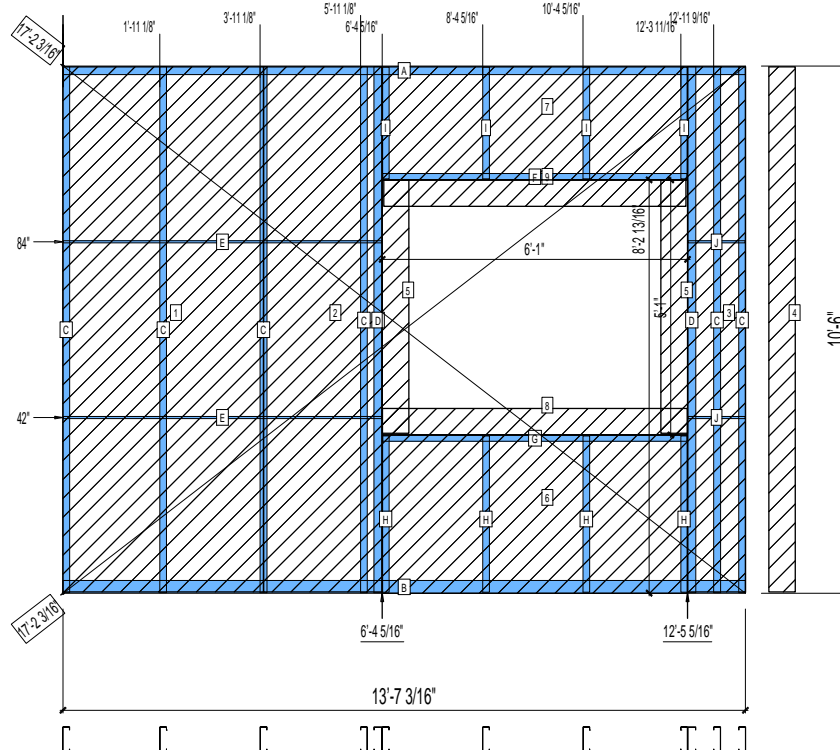 5'-11 1/8" 12'-11 9/16"
17'-2 3/16" 1'-11 1/8" 3'-11 1/8" 6'-4 5/16" 8'-4 5/16" 10'-4 5/16" 12'-3 11/16"
A
7
I I I I
F 9
8'-2 13/16"
84" E 6'-1" J
5 5
5'-1"
1 2 3 4
C C C C D D C C
10'-6"
8
42" E J
G
6
H H H H
B
17'-2 3/16"
6'-4 5/16" 12'-5 5/16"
13'-7 3/16"